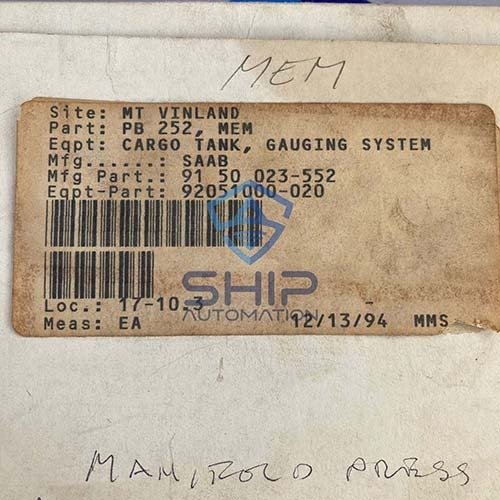 MEM
Site: MT VINLAND
Part: PB 252, MEM
Eqpt: CARGO TANK, GAUGING SYSTEM
Mfg......: SAAB
Mfg Part.: 91 50 023-552
Eqpt-Part: 92051000-020
SHIP
AUTOMATION
Loc.: 17-10.3 -
Meas: EA 12/13/94 MMS
MANIFOLD PRESS